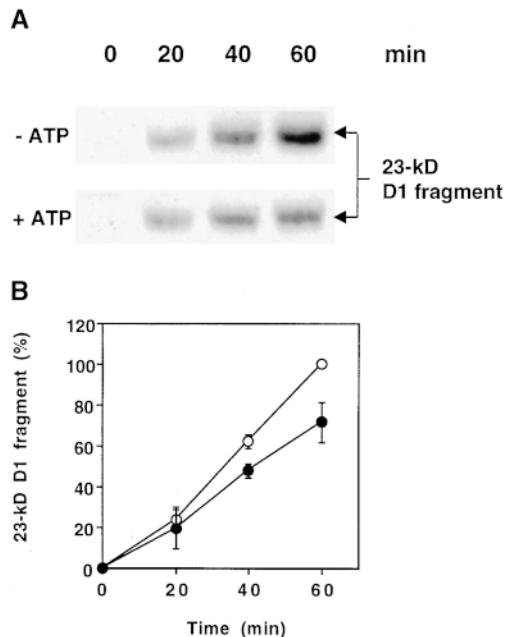 A
0 20 40 60 min
- ATP
23-kD
D1 fragment
+ ATP
B
23-kD D1 fragment (%)
120
100
80
60
40
20
0
0 20 40 60
Time (min)